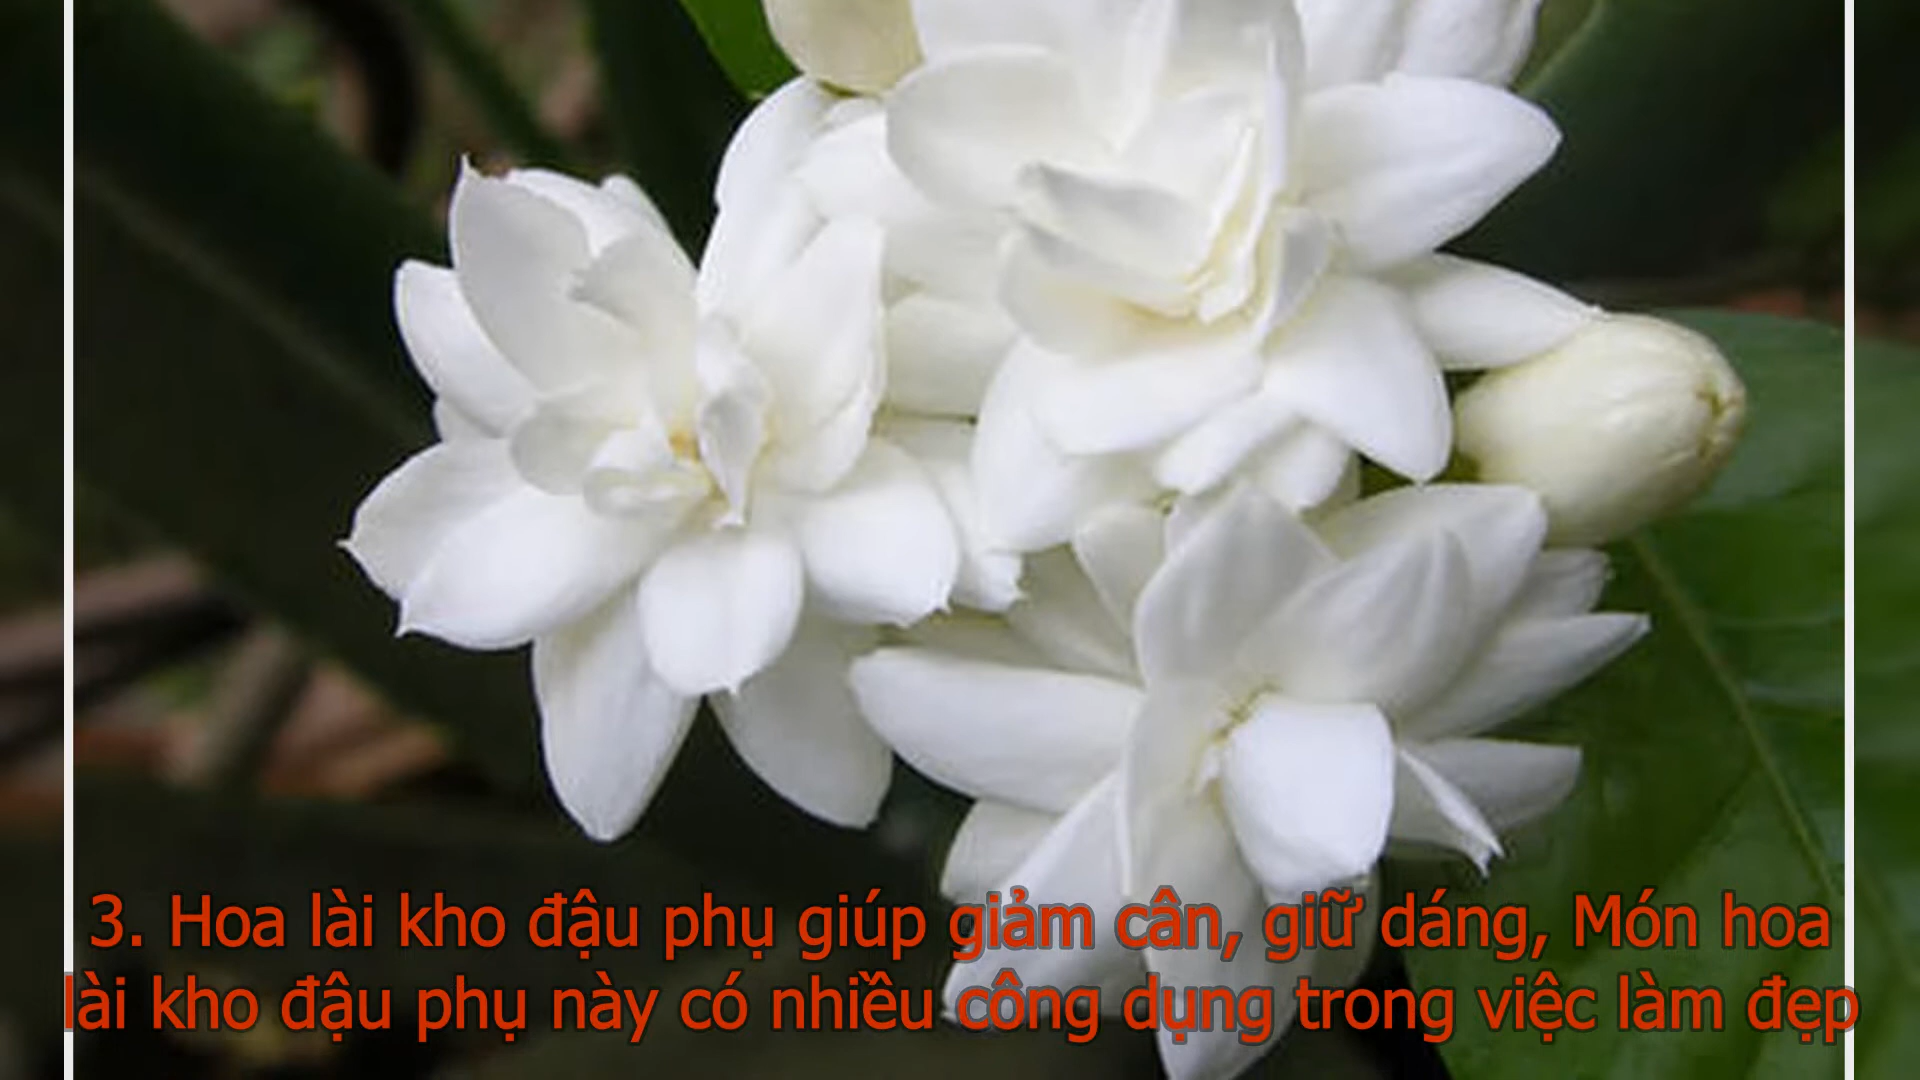 3. Hoa lài kho đậu phụ giúp giảm cân, giữ dáng, Món hoa
lài kho đậu phụ này có nhiều công dụng trong việc làm đẹp